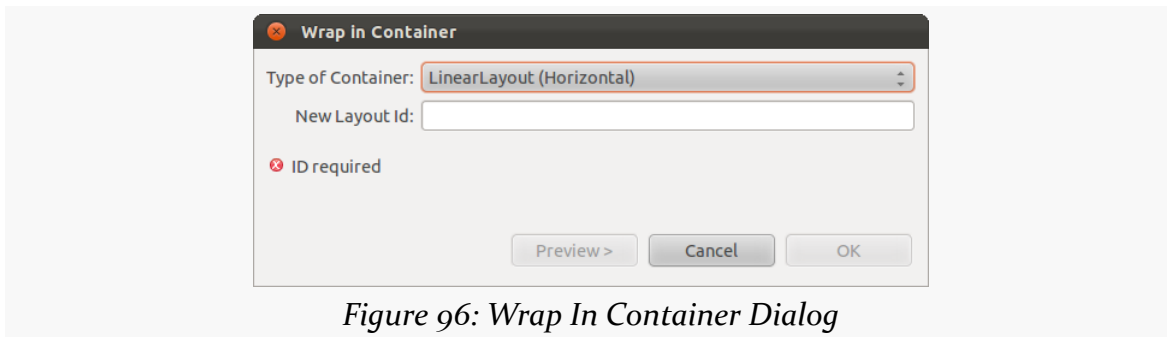 Wrap in Container
Type of Container: LinearLayout (Horizontal)
New Layout Id:
ID required
Preview > Cancel OK
Figure 96: Wrap In Container Dialog